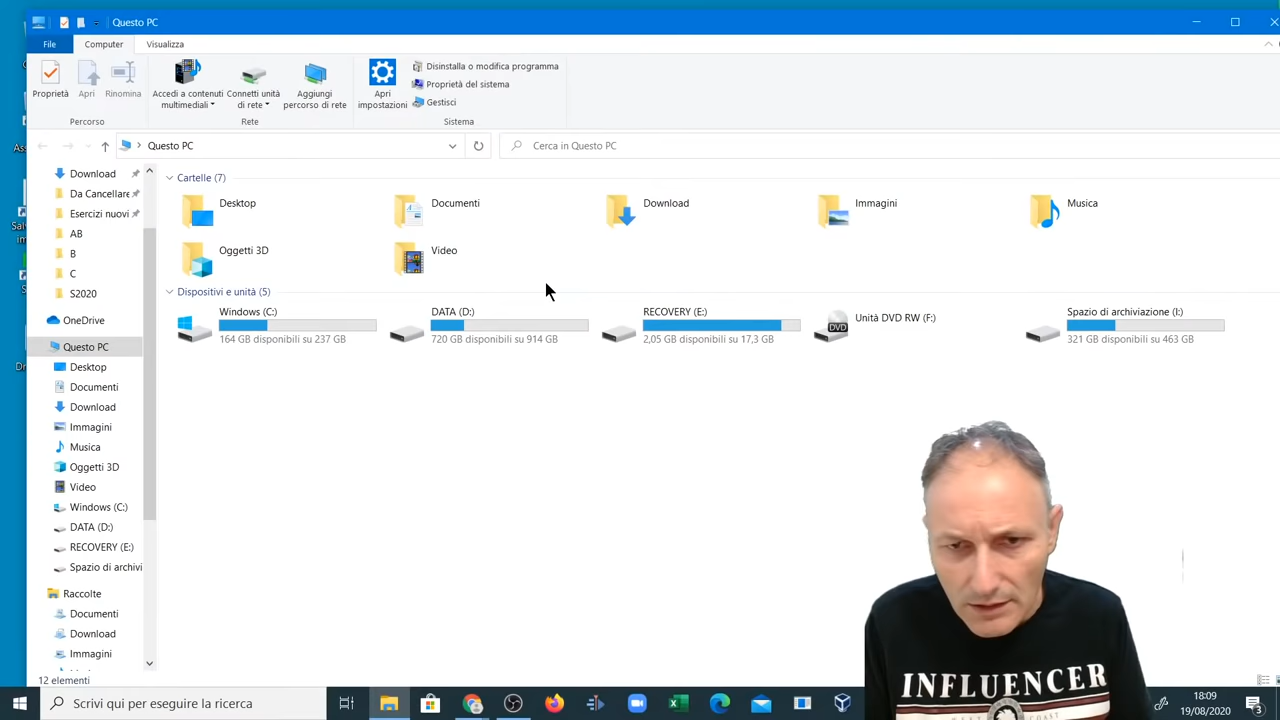 Questo PC
File Computer Visualizza
Proprietà Apri Rinomina
Percorso
Accedi a contenuti multimediali
Connetti unità di rete
Aggiungi percorso di rete
Rete
Apri impostazioni
Disinstalla o modifica programma
Proprietà del sistema
Gestisci
Sistema
Questo PC
Cerca in Questo PC
Download
Da Cancellare
Esercizi nuovi
AB
B
C
S2020
OneDrive
Questo PC
Desktop
Documenti
Download
Immagini
Musica
Oggetti 3D
Video
Windows (C:)
DATA (D:)
RECOVERY (E:)
Spazio di archivi
Raccolte
Documenti
Download
Immagini
Cartelle (7)
Desktop
Documenti
Download
Immagini
Musica
Oggetti 3D
Video
Dispositivi e unità (5)
Windows (C:)
164 GB disponibili su 237 GB
DATA (D:)
720 GB disponibili su 914 GB
RECOVERY (E:)
2,05 GB disponibili su 17,3 GB
DVD
Unità DVD RW (F:)
Spazio di archiviazione (I:)
321 GB disponibili su 463 GB
INFLUENCER
12 elementi
Scrivi qui per eseguire la ricerca
18:09
19/08/2020
3